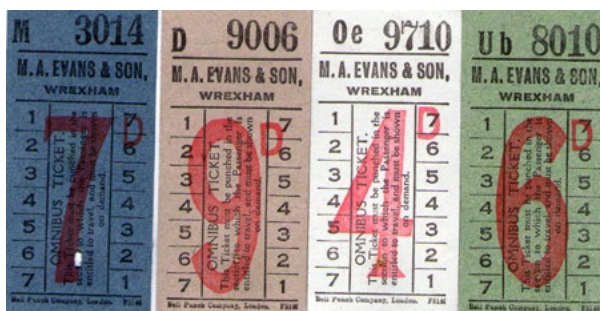 M 3014
M. A. EVANS & SON,
WREXHAM
1 7
2 6
3 5
4 4
5 3
6 2
7 1
7D
OMNIBUS TICKET.
This Ticket must be punched in the
section to which the Passenger is
entitled to travel, and must be shown
on demand.
Bell Punch Company, London.
D 9006
M. A. EVANS & SON,
WREXHAM
1 7
2 6
3 5
4 4
5 3
6 2
7 1
9D
OMNIBUS TICKET.
This Ticket must be punched in the
section to which the Passenger is
entitled to travel, and must be shown
on demand.
Bell Punch Company, London.
Oe 9710
M. A. EVANS & SON,
WREXHAM
1 7
2 6
3 5
4 4
5 3
6 2
7 1
4D
OMNIBUS TICKET.
This Ticket must be punched in the
section to which the Passenger is
entitled to travel, and must be shown
on demand.
Bell Punch Company, London.
Ub 8010
M. A. EVANS & SON,
WREXHAM
1 7
2 6
3 5
4 4
5 3
6 2
7 1
6D
OMNIBUS TICKET.
This Ticket must be punched in the
section to which the Passenger is
entitled to travel, and must be shown
on demand.
Bell Punch Company, London.